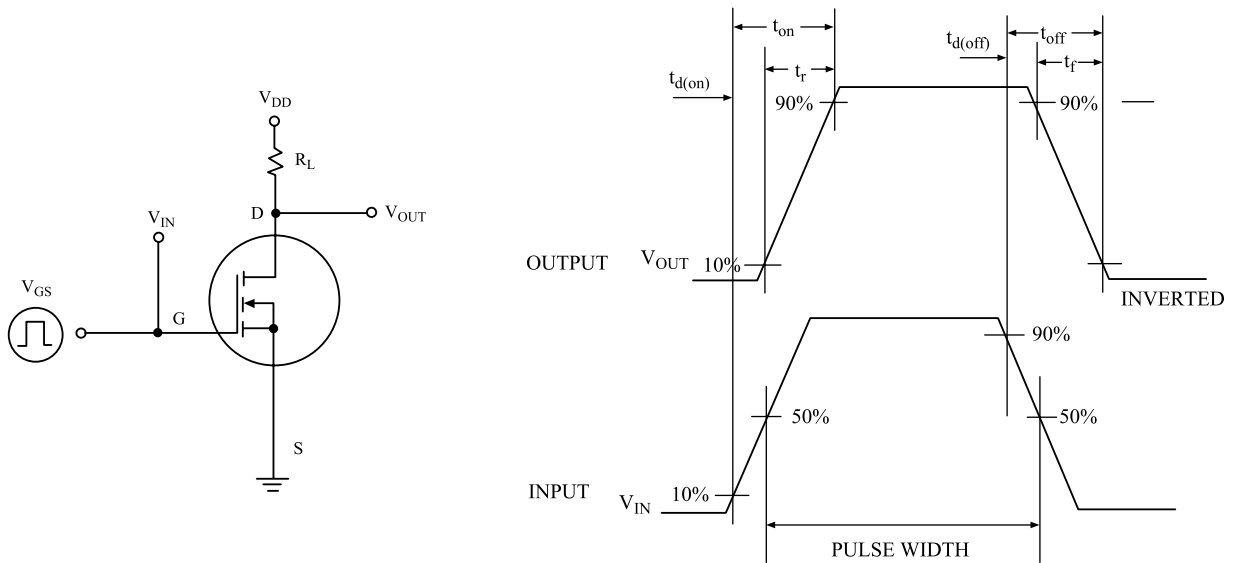 V_DD
R_L
D
V_OUT
V_IN
V_GS
G
S
t_on
t_off
t_d(off)
t_r
t_f
t_d(on)
90%
90%
OUTPUT
V_OUT
10%
INVERTED
90%
50%
50%
INPUT
V_IN
10%
PULSE WIDTH